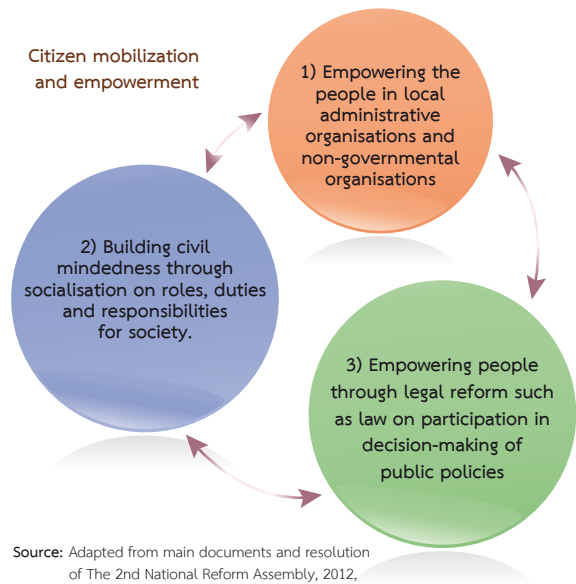 Citizen mobilization
and empowerment
1) Empowering the
people in local
administrative
organisations and
non-governmental
organisations
2) Building civil
mindedness through
socialisation on roles, duties
and responsibilities
for society.
3) Empowering people
through legal reform such
as law on participation in
decision-making of
public policies
Source: Adapted from main documents and resolution
of The 2nd National Reform Assembly, 2012,